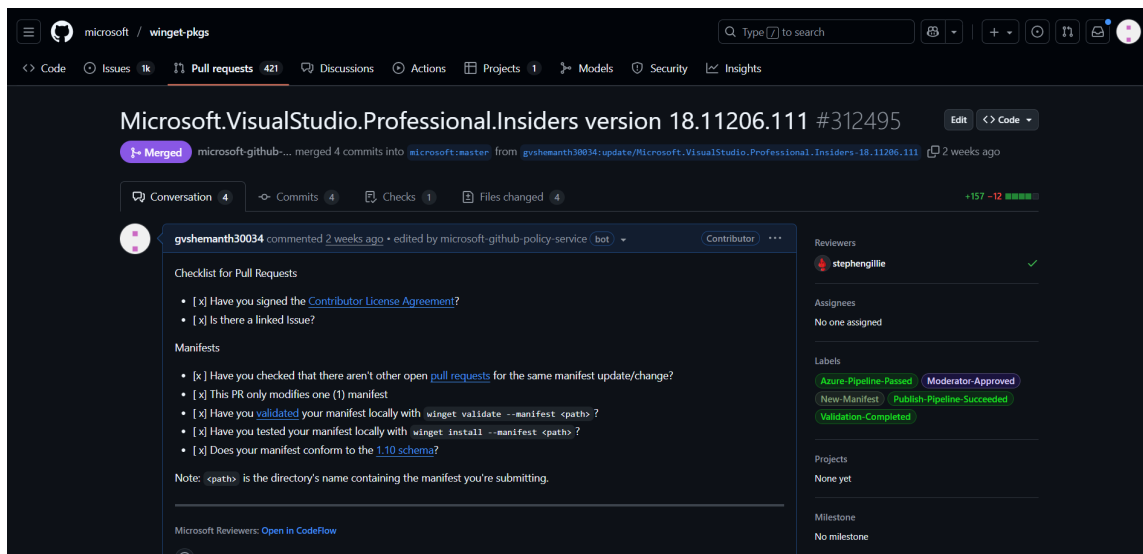 microsoft / winget-pkgs
Type / to search
Code
Issues 1k
Pull requests 421
Discussions
Actions
Projects 1
Models
Security
Insights
Microsoft.VisualStudio.Professional.Insiders version 18.11206.111 #312495
Edit
<> Code
Merged microsoft-github-... merged 4 commits into microsoft:master from gvshemanth30034:update/Microsoft.VisualStudio.Professional.Insiders-18.11206.111 2 weeks ago
Conversation 4
Commits 4
Checks 1
Files changed 4
+157 −12
gvshemanth30034 commented 2 weeks ago • edited by microsoft-github-policy-service bot
Contributor ...
Checklist for Pull Requests
• [ x] Have you signed the Contributor License Agreement?
• [ x] Is there a linked Issue?
Manifests
• [x ] Have you checked that there aren't other open pull requests for the same manifest update/change?
• [ x] This PR only modifies one (1) manifest
• [ x] Have you validated your manifest locally with winget validate --manifest <path> ?
• [ x] Have you tested your manifest locally with winget install --manifest <path> ?
• [ x] Does your manifest conform to the 1.10 schema?
Note: <path> is the directory's name containing the manifest you're submitting.
Microsoft Reviewers: Open in CodeFlow
Reviewers
stephengillie
Assignees
No one assigned
Labels
Azure-Pipeline-Passed Moderator-Approved
New-Manifest Publish-Pipeline-Succeeded
Validation-Completed
Projects
None yet
Milestone
No milestone